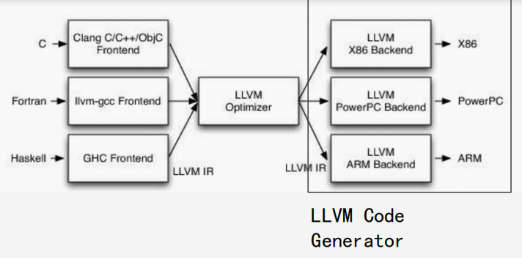 C
Clang C/C++/ObjC
Frontend
LLVM
X86 Backend
X86
Fortran
llvm-gcc Frontend
LLVM
Optimizer
LLVM
PowerPC Backend
PowerPC
Haskell
GHC Frontend
LLVM IR
LLVM IR
LLVM
ARM Backend
ARM
LLVM Code
Generator